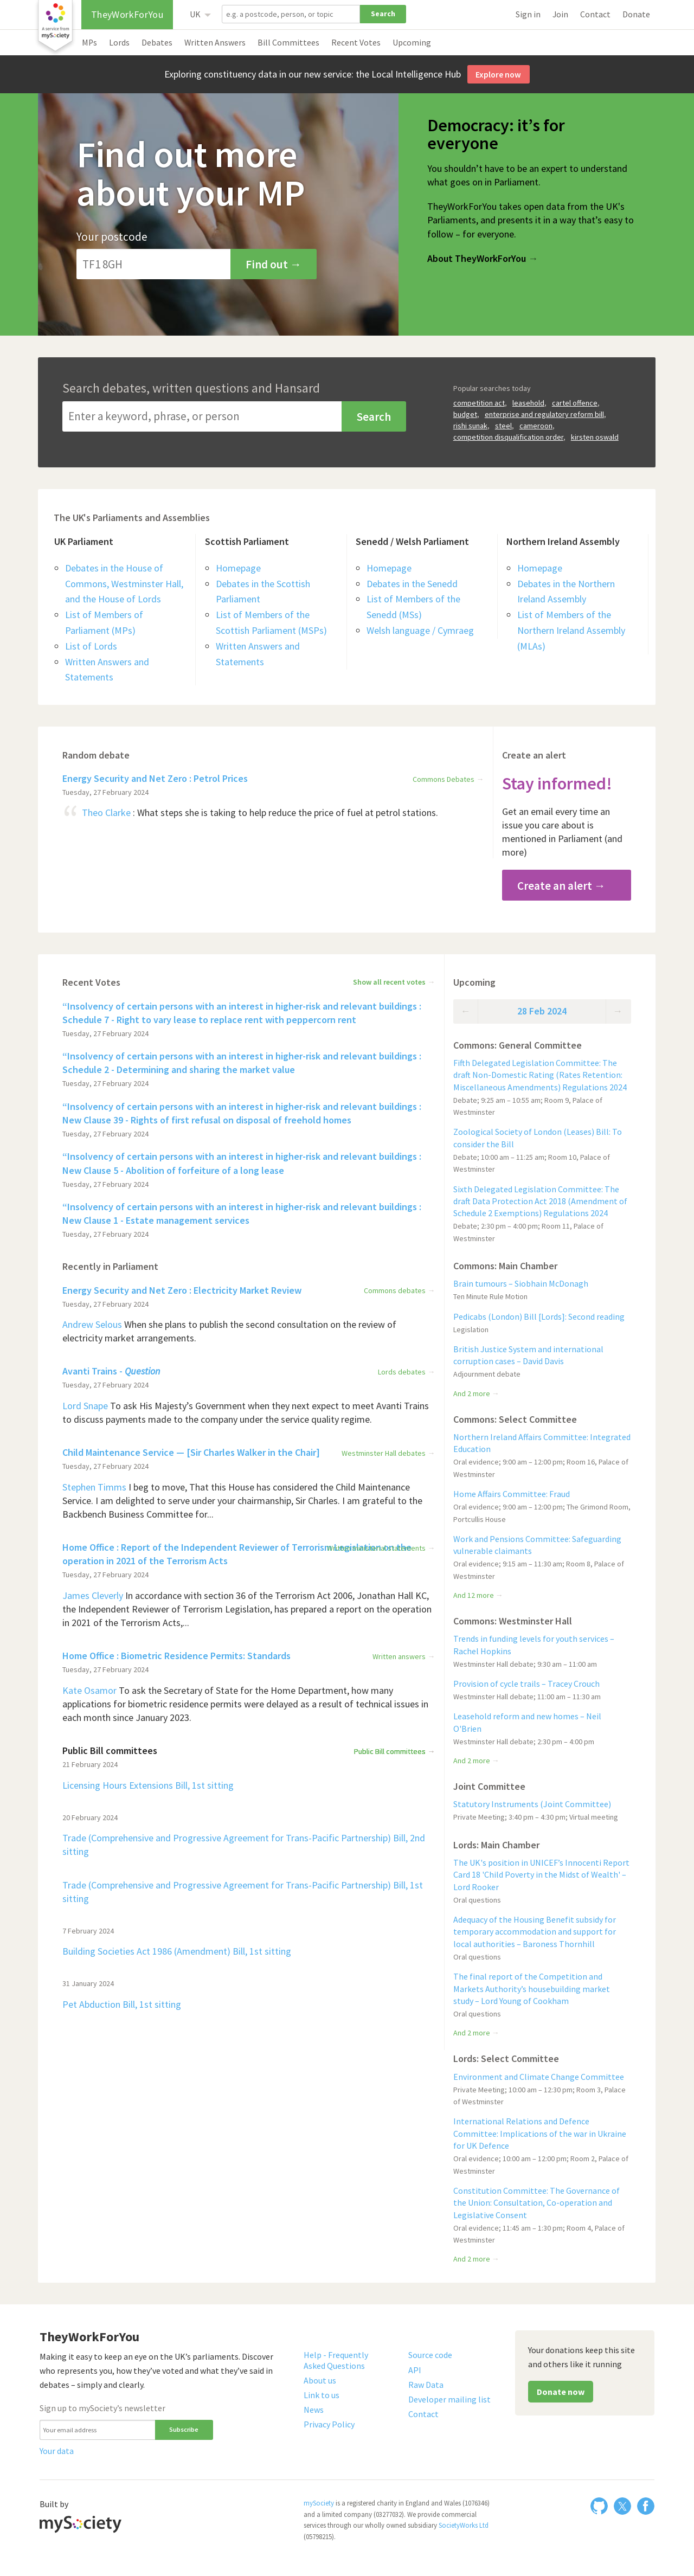 A service from
mySociety
TheyWorkForYou
UK
e.g. a postcode, person, or topic
Search
Sign in
Join
Contact
Donate
MPs
Lords
Debates
Written Answers
Bill Committees
Recent Votes
Upcoming
Exploring constituency data in our new service: the Local Intelligence Hub
Explore now
Find out more
about your MP
Your postcode
TF1 8GH
Find out →
Democracy: it’s for
everyone
You shouldn’t have to be an expert to understand
what goes on in Parliament.
TheyWorkForYou takes open data from the UK’s
Parliaments, and presents it in a way that’s easy to
follow – for everyone.
About TheyWorkForYou →
Search debates, written questions and Hansard
Enter a keyword, phrase, or person
Search
Popular searches today
competition act, leasehold, cartel offence,
budget, enterprise and regulatory reform bill,
rishi sunak, steel, cameroon,
competition disqualification order, kirsten oswald
The UK's Parliaments and Assemblies
UK Parliament
Debates in the House of
Commons, Westminster Hall,
and the House of Lords
List of Members of
Parliament (MPs)
List of Lords
Written Answers and
Statements
Scottish Parliament
Homepage
Debates in the Scottish
Parliament
List of Members of the
Scottish Parliament (MSPs)
Written Answers and
Statements
Senedd / Welsh Parliament
Homepage
Debates in the Senedd
List of Members of the
Senedd (MSs)
Welsh language / Cymraeg
Northern Ireland Assembly
Homepage
Debates in the Northern
Ireland Assembly
List of Members of the
Northern Ireland Assembly
(MLAs)
Random debate
Energy Security and Net Zero : Petrol Prices
Commons Debates →
Tuesday, 27 February 2024
“ Theo Clarke : What steps she is taking to help reduce the price of fuel at petrol stations.
Create an alert
Stay informed!
Get an email every time an
issue you care about is
mentioned in Parliament (and
more)
Create an alert →
Recent Votes
Show all recent votes →
“Insolvency of certain persons with an interest in higher-risk and relevant buildings :
Schedule 7 - Right to vary lease to replace rent with peppercorn rent
Tuesday, 27 February 2024
“Insolvency of certain persons with an interest in higher-risk and relevant buildings :
Schedule 2 - Determining and sharing the market value
Tuesday, 27 February 2024
“Insolvency of certain persons with an interest in higher-risk and relevant buildings :
New Clause 39 - Rights of first refusal on disposal of freehold homes
Tuesday, 27 February 2024
“Insolvency of certain persons with an interest in higher-risk and relevant buildings :
New Clause 5 - Abolition of forfeiture of a long lease
Tuesday, 27 February 2024
“Insolvency of certain persons with an interest in higher-risk and relevant buildings :
New Clause 1 - Estate management services
Tuesday, 27 February 2024
Recently in Parliament
Energy Security and Net Zero : Electricity Market Review
Commons debates →
Tuesday, 27 February 2024
Andrew Selous When she plans to publish the second consultation on the review of
electricity market arrangements.
Avanti Trains - Question
Lords debates →
Tuesday, 27 February 2024
Lord Snape To ask His Majesty’s Government when they next expect to meet Avanti Trains
to discuss payments made to the company under the service quality regime.
Child Maintenance Service — [Sir Charles Walker in the Chair]
Westminster Hall debates →
Tuesday, 27 February 2024
Stephen Timms I beg to move, That this House has considered the Child Maintenance
Service. I am delighted to serve under your chairmanship, Sir Charles. I am grateful to the
Backbench Business Committee for...
Home Office : Report of the Independent Reviewer of Terrorism Legislation on the
operation in 2021 of the Terrorism Acts
Tuesday, 27 February 2024
James Cleverly In accordance with section 36 of the Terrorism Act 2006, Jonathan Hall KC,
the Independent Reviewer of Terrorism Legislation, has prepared a report on the operation
in 2021 of the Terrorism Acts,...
Home Office : Biometric Residence Permits: Standards
Written answers →
Tuesday, 27 February 2024
Kate Osamor To ask the Secretary of State for the Home Department, how many
applications for biometric residence permits were delayed as a result of technical issues in
each month since January 2023.
Public Bill committees
Public Bill committees →
21 February 2024
Licensing Hours Extensions Bill, 1st sitting
20 February 2024
Trade (Comprehensive and Progressive Agreement for Trans-Pacific Partnership) Bill, 2nd
sitting
Trade (Comprehensive and Progressive Agreement for Trans-Pacific Partnership) Bill, 1st
sitting
7 February 2024
Building Societies Act 1986 (Amendment) Bill, 1st sitting
31 January 2024
Pet Abduction Bill, 1st sitting
Upcoming
← 28 Feb 2024 →
Commons: General Committee
Fifth Delegated Legislation Committee: The
draft Non-Domestic Rating (Rates Retention:
Miscellaneous Amendments) Regulations 2024
Debate; 9:25 am – 10:55 am; Room 9, Palace of
Westminster
Zoological Society of London (Leases) Bill: To
consider the Bill
Debate; 10:00 am – 11:25 am; Room 10, Palace of
Westminster
Sixth Delegated Legislation Committee: The
draft Data Protection Act 2018 (Amendment of
Schedule 2 Exemptions) Regulations 2024
Debate; 2:30 pm – 4:00 pm; Room 11, Palace of
Westminster
Commons: Main Chamber
Brain tumours – Siobhain McDonagh
Ten Minute Rule Motion
Pedicabs (London) Bill [Lords]: Second reading
Legislation
British Justice System and international
corruption cases – David Davis
Adjournment debate
And 2 more →
Commons: Select Committee
Northern Ireland Affairs Committee: Integrated
Education
Oral evidence; 9:00 am – 12:00 pm; Room 16, Palace of
Westminster
Home Affairs Committee: Fraud
Oral evidence; 9:00 am – 12:00 pm; The Grimond Room,
Portcullis House
Work and Pensions Committee: Safeguarding
vulnerable claimants
Oral evidence; 9:15 am – 11:30 am; Room 8, Palace of
Westminster
And 12 more →
Commons: Westminster Hall
Trends in funding levels for youth services –
Rachel Hopkins
Westminster Hall debate; 9:30 am – 11:00 am
Provision of cycle trails – Tracey Crouch
Westminster Hall debate; 11:00 am – 11:30 am
Leasehold reform and new homes – Neil
O'Brien
Westminster Hall debate; 2:30 pm – 4:00 pm
And 2 more →
Joint Committee
Statutory Instruments (Joint Committee)
Private Meeting; 3:40 pm – 4:30 pm; Virtual meeting
Lords: Main Chamber
The UK's position in UNICEF’s Innocenti Report
Card 18 'Child Poverty in the Midst of Wealth' –
Lord Rooker
Oral questions
Adequacy of the Housing Benefit subsidy for
temporary accommodation and support for
local authorities – Baroness Thornhill
Oral questions
The final report of the Competition and
Markets Authority’s housebuilding market
study – Lord Young of Cookham
Oral questions
And 2 more →
Lords: Select Committee
Environment and Climate Change Committee
Private Meeting; 10:00 am – 12:30 pm; Room 3, Palace
of Westminster
International Relations and Defence
Committee: Implications of the war in Ukraine
for UK Defence
Oral evidence; 10:00 am – 12:00 pm; Room 2, Palace of
Westminster
Constitution Committee: The Governance of
the Union: Consultation, Co-operation and
Legislative Consent
Oral evidence; 11:45 am – 1:30 pm; Room 4, Palace of
Westminster
And 2 more →
TheyWorkForYou
Making it easy to keep an eye on the UK’s parliaments. Discover
who represents you, how they’ve voted and what they’ve said in
debates – simply and clearly.
Sign up to mySociety’s newsletter
Your email address
Subscribe
Your data
Help - Frequently
Asked Questions
About us
Link to us
News
Privacy Policy
Source code
API
Raw Data
Developer mailing list
Contact
Your donations keep this site
and others like it running
Donate now
Built by
mySociety
mySociety is a registered charity in England and Wales (1076346)
and a limited company (03277032). We provide commercial
services through our wholly owned subsidiary SocietyWorks Ltd
(05798215).